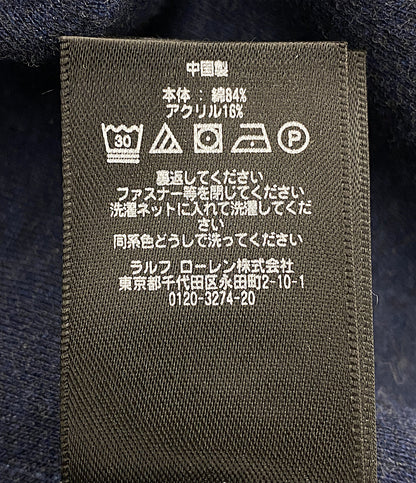 中国製
本体：綿84%
アクリル16%
30 P
裏返してください
ファスナー等を閉じてください
洗濯ネットに入れて洗濯してくだ
さい
同系色どうしで洗ってください
ラルフ ローレン株式会社
東京都千代田区永田町2-10-1
0120-3274-20